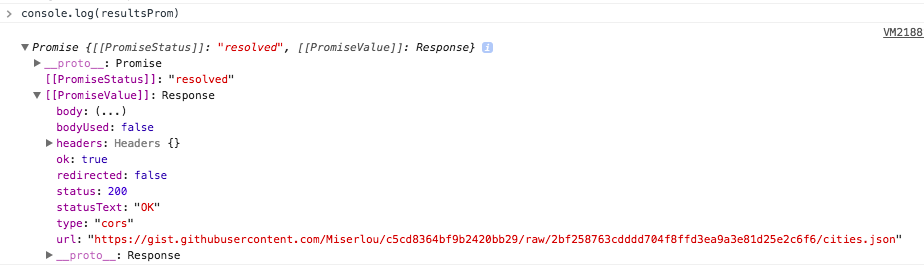 console.log(resultsProm)
VM2188
Promise {[[PromiseStatus]]: "resolved", [[PromiseValue]]: Response} i
__proto__: Promise
[[PromiseStatus]]: "resolved"
[[PromiseValue]]: Response
body: (...)
bodyUsed: false
headers: Headers {}
ok: true
redirected: false
status: 200
statusText: "OK"
type: "cors"
url: "https://gist.githubusercontent.com/Miserlou/c5cd8364bf9b2420bb29/raw/2bf258763cdddd704f8ffd3ea9a3e81d25e2c6f6/cities.json"
__proto__: Response